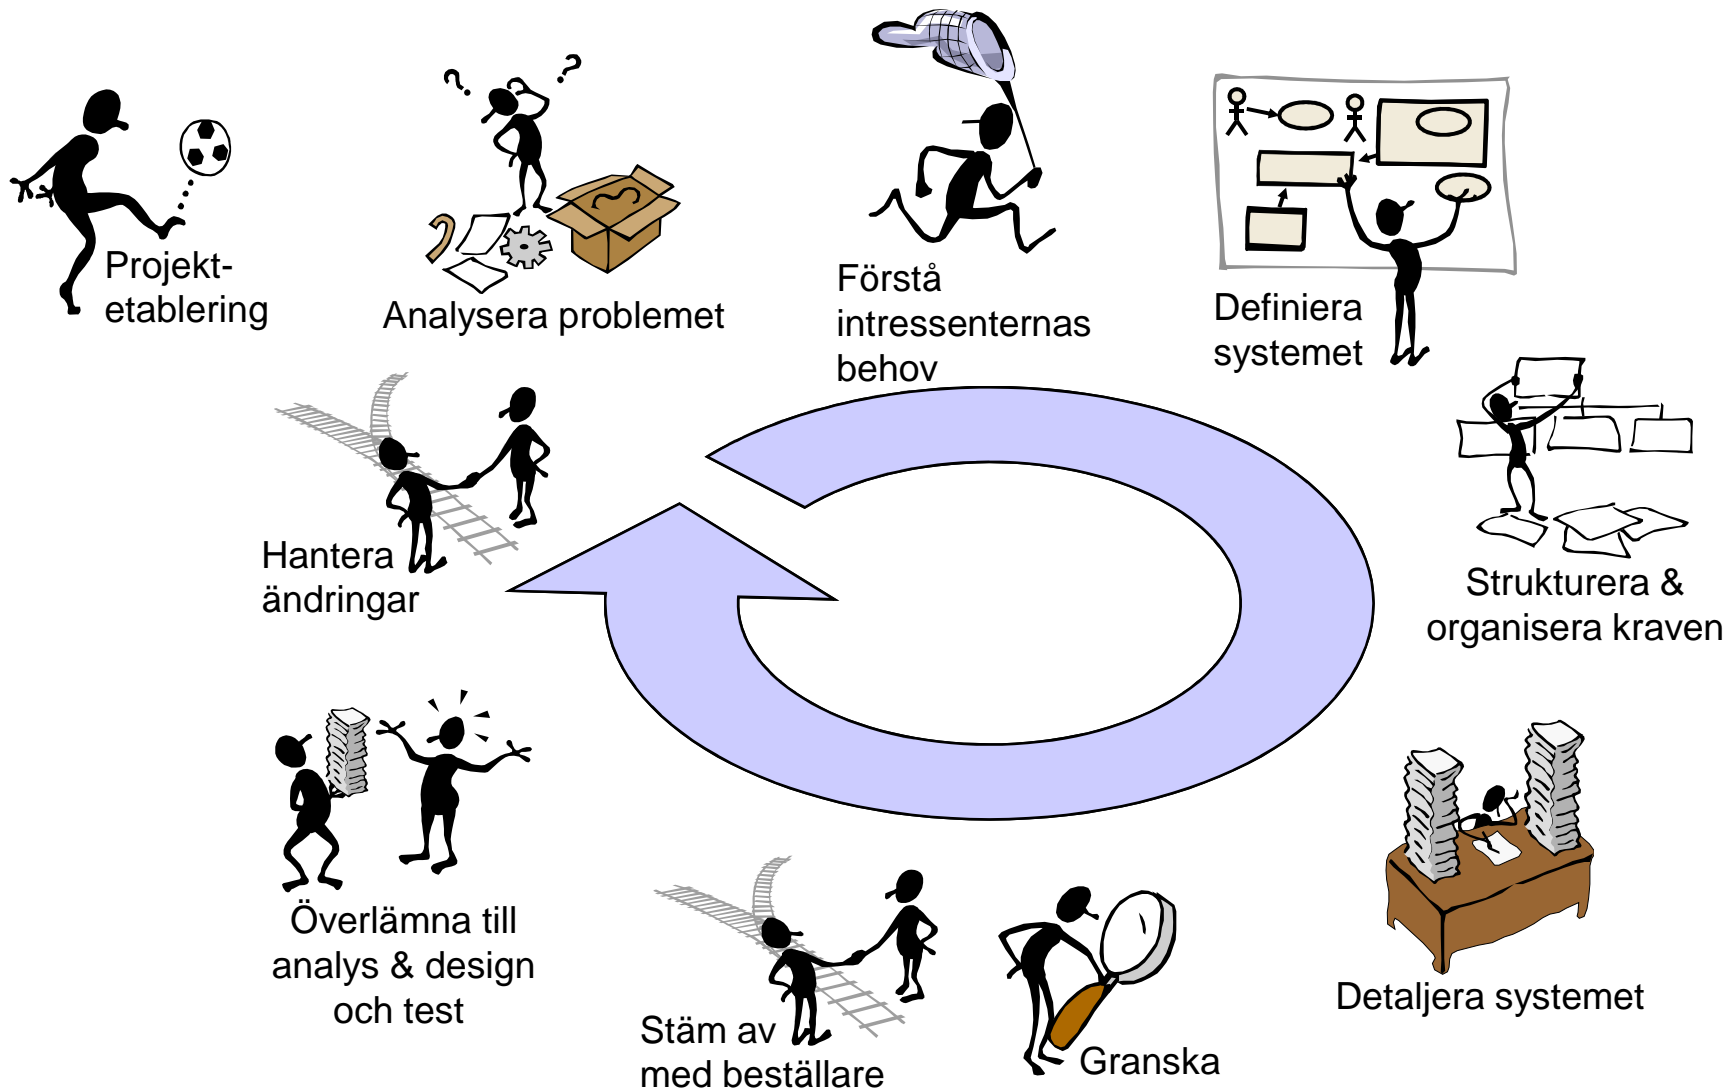 Projekt-
etablering
Analysera problemet
Förstå
intressenternas
behov
Definiera
systemet
Strukturera &
organisera kraven
Detaljera systemet
Granska
Stäm av
med beställare
Överlämna till
analys & design
och test
Hantera
ändringar